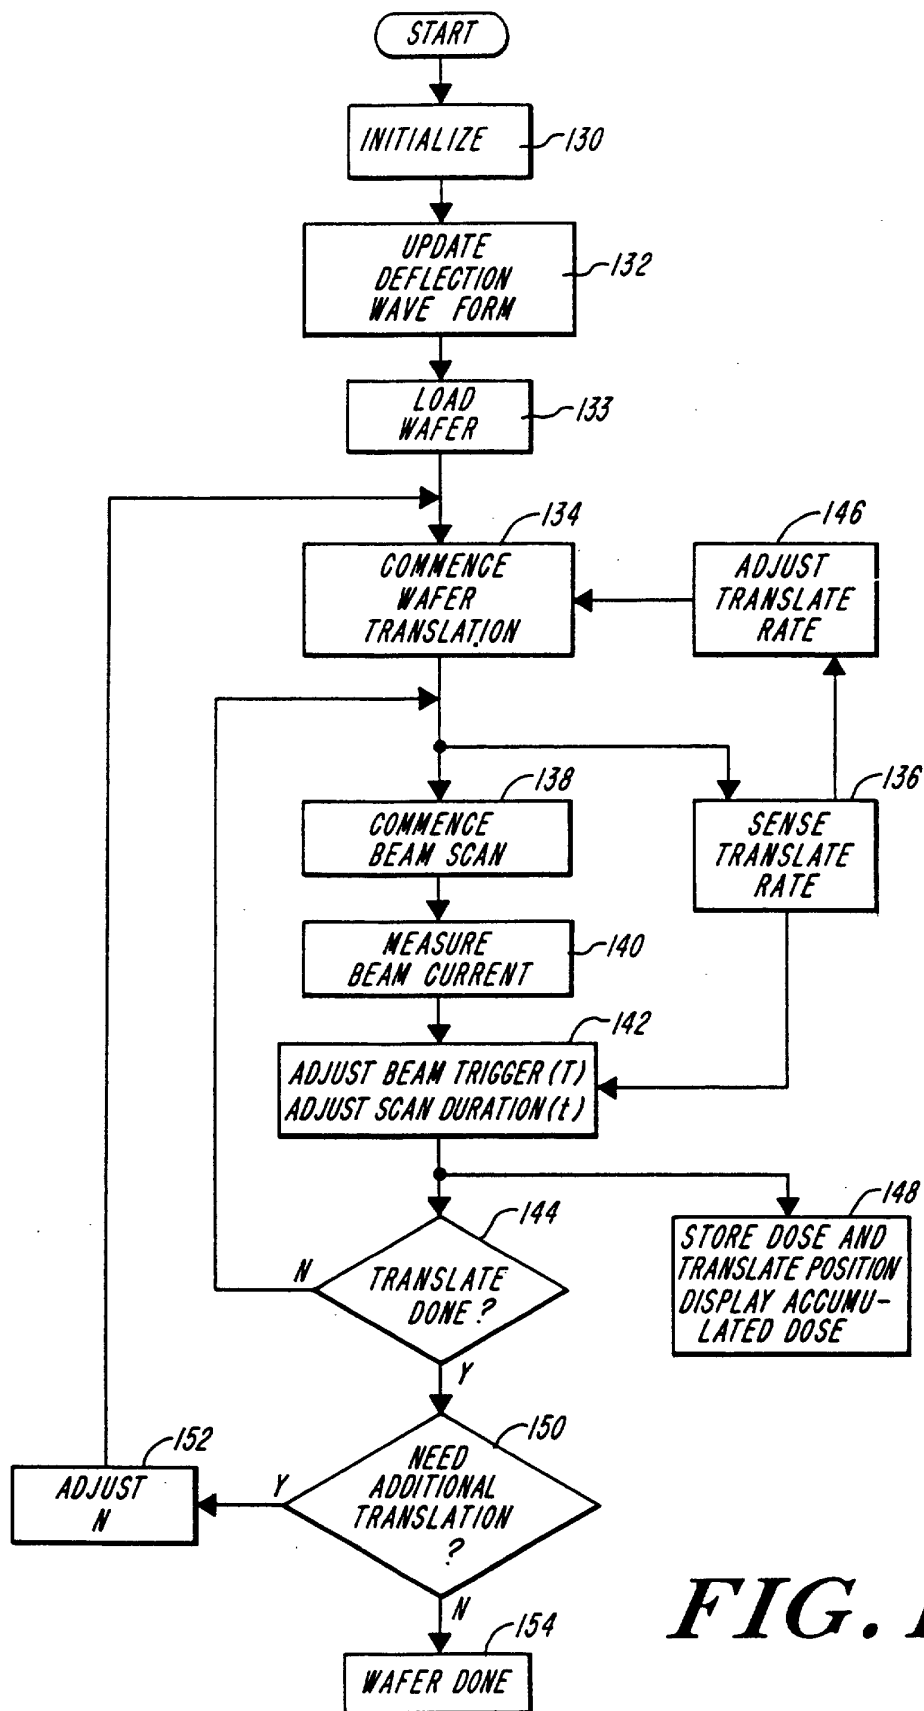 START
INITIALIZE
130
UPDATE
DEFLECTION
WAVE FORM
132
LOAD
WAFER
133
134
COMMENCE
WAFER
TRANSLATION
146
ADJUST
TRANSLATE
RATE
138
COMMENCE
BEAM SCAN
136
SENSE
TRANSLATE
RATE
MEASURE
BEAM CURRENT
140
142
ADJUST BEAM TRIGGER (T)
ADJUST SCAN DURATION (t)
144
N
TRANSLATE
DONE ?
Y
148
STORE DOSE AND
TRANSLATE POSITION
DISPLAY ACCUMU-
LATED DOSE
150
NEED
ADDITIONAL
TRANSLATION
?
Y
N
152
ADJUST
N
154
WAFER DONE
FIG.